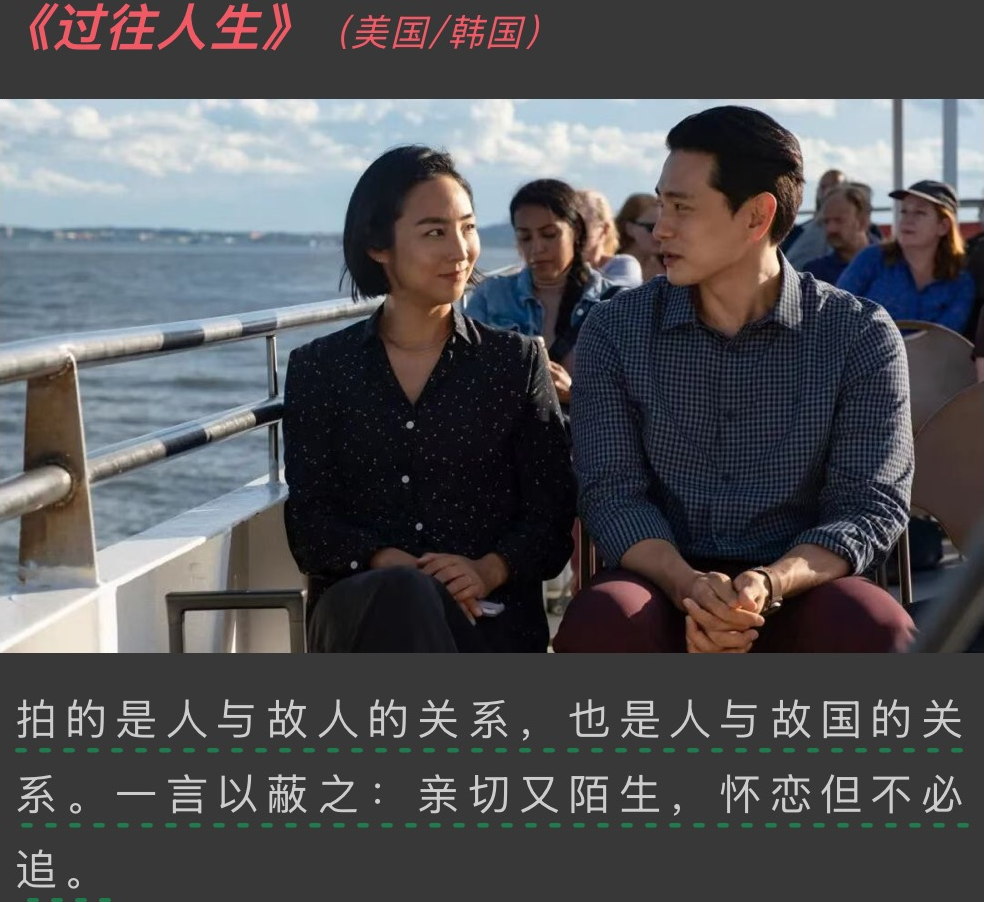 《过往人生》（美国/韩国）
拍的是人与故人的关系，也是人与故国的关
系。一言以蔽之：亲切又陌生，怀恋但不必
追。